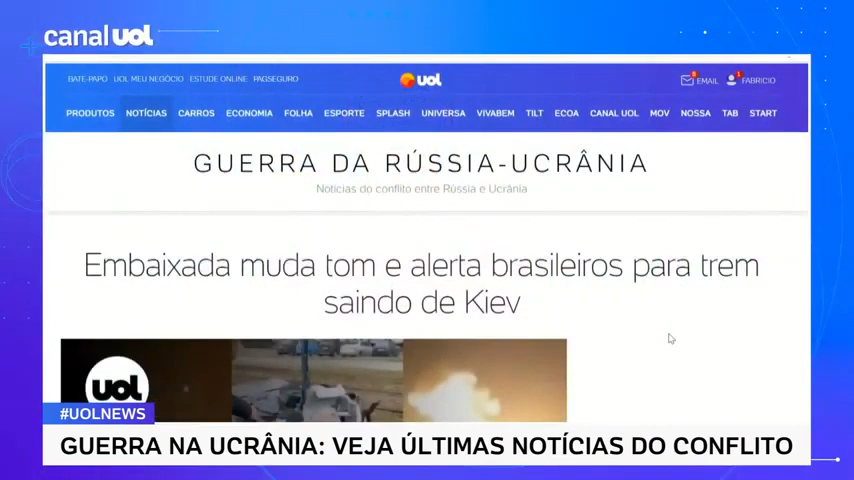 canal uol
BATE-PAPO UOL MEU NEGÓCIO ESTUDE ONLINE PAGSEGURO
uol
6 EMAIL 1 FABRICIO
PRODUTOS NOTÍCIAS CARROS ECONOMIA FOLHA ESPORTE SPLASH UNIVERSA VIVABEM TILT ECOA CANAL UOL MOV NOSSA TAB START
GUERRA DA RÚSSIA-UCRÂNIA
Notícias do conflito entre Rússia e Ucrânia
Embaixada muda tom e alerta brasileiros para trem
saindo de Kiev
uol
#UOLNEWS
GUERRA NA UCRÂNIA: VEJA ÚLTIMAS NOTÍCIAS DO CONFLITO